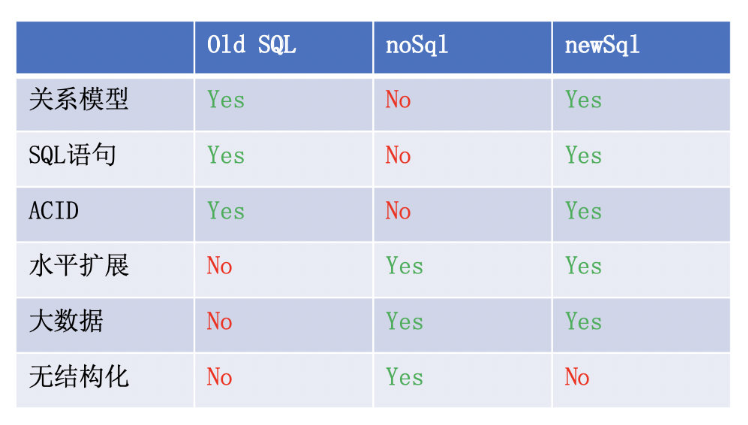 Old SQL noSql newSql
关系模型 Yes No Yes
SQL语句 Yes No Yes
ACID Yes No Yes
水平扩展 No Yes Yes
大数据 No Yes Yes
无结构化 No Yes No